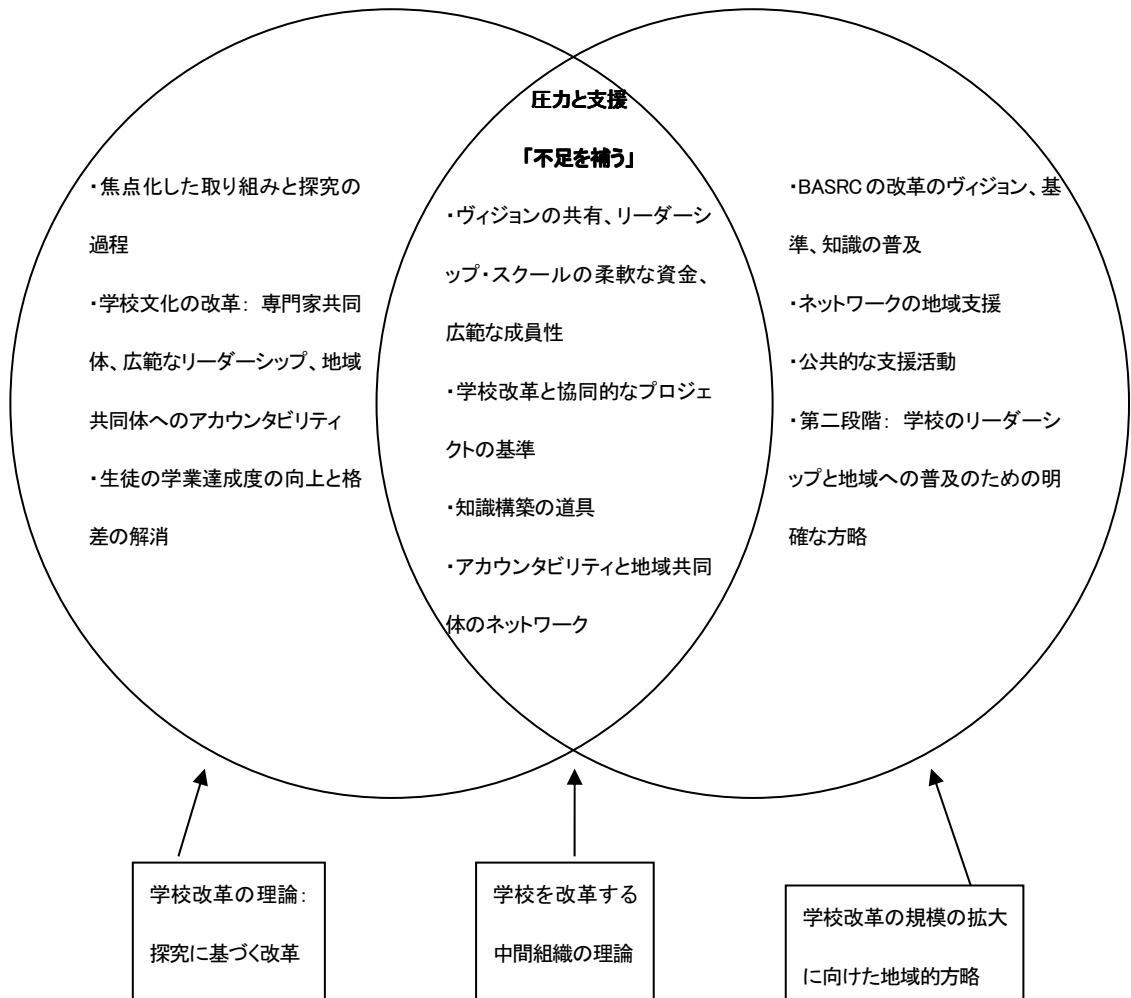 圧力と支援
「不足を補う」
・焦点化した取り組みと探究の
過程
・学校文化の改革： 専門家共同
体、広範なリーダーシップ、地域
共同体へのアカウンタビリティ
・生徒の学業達成度の向上と格
差の解消
・ヴィジョンの共有、リーダーシ
ップ・スクールの柔軟な資金、
広範な成員性
・学校改革と協同的なプロジェ
クトの基準
・知識構築の道具
・アカウンタビリティと地域共同
体のネットワーク
・BASRC の改革のヴィジョン、基
準、知識の普及
・ネットワークの地域支援
・公共的な支援活動
・第二段階： 学校のリーダーシ
ップと地域への普及のための明
確な方略
学校改革の理論：
探究に基づく改革
学校を改革する
中間組織の理論
学校改革の規模の拡大
に向けた地域的方略